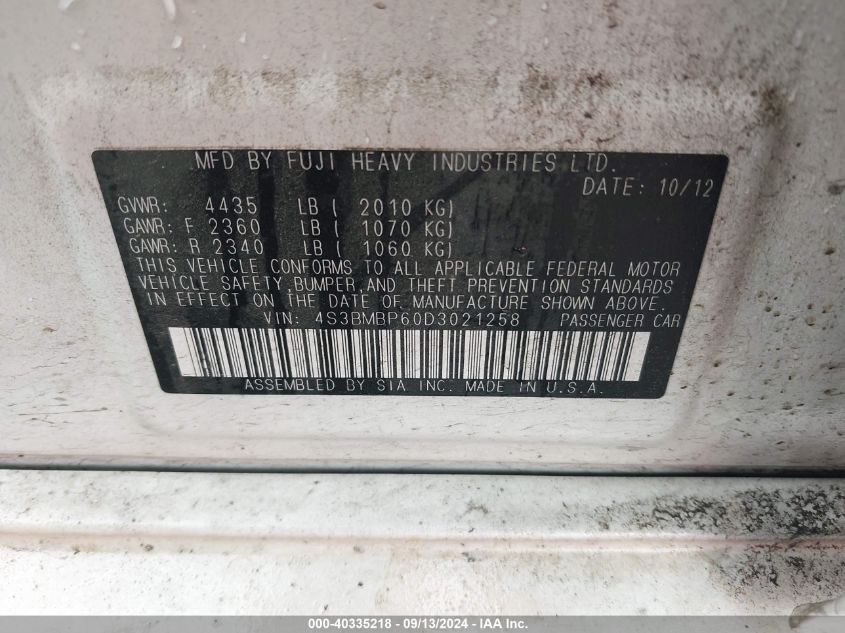 MFD BY FUJI HEAVY INDUSTRIES LTD.
DATE: 10/12
GVWR: 4435 LB ( 2010 KG)
GAWR: F 2360 LB ( 1070 KG)
GAWR: R 2340 LB ( 1060 KG)
THIS VEHICLE CONFORMS TO ALL APPLICABLE FEDERAL MOTOR
VEHICLE SAFETY, BUMPER, AND THEFT PREVENTION STANDARDS
IN EFFECT ON THE DATE OF MANUFACTURE SHOWN ABOVE.
VIN: 4S3BMBP60D3021258 PASSENGER CAR
ASSEMBLED BY SIA INC. MADE IN U.S.A.
000-40335218 - 09/13/2024 - IAA Inc.